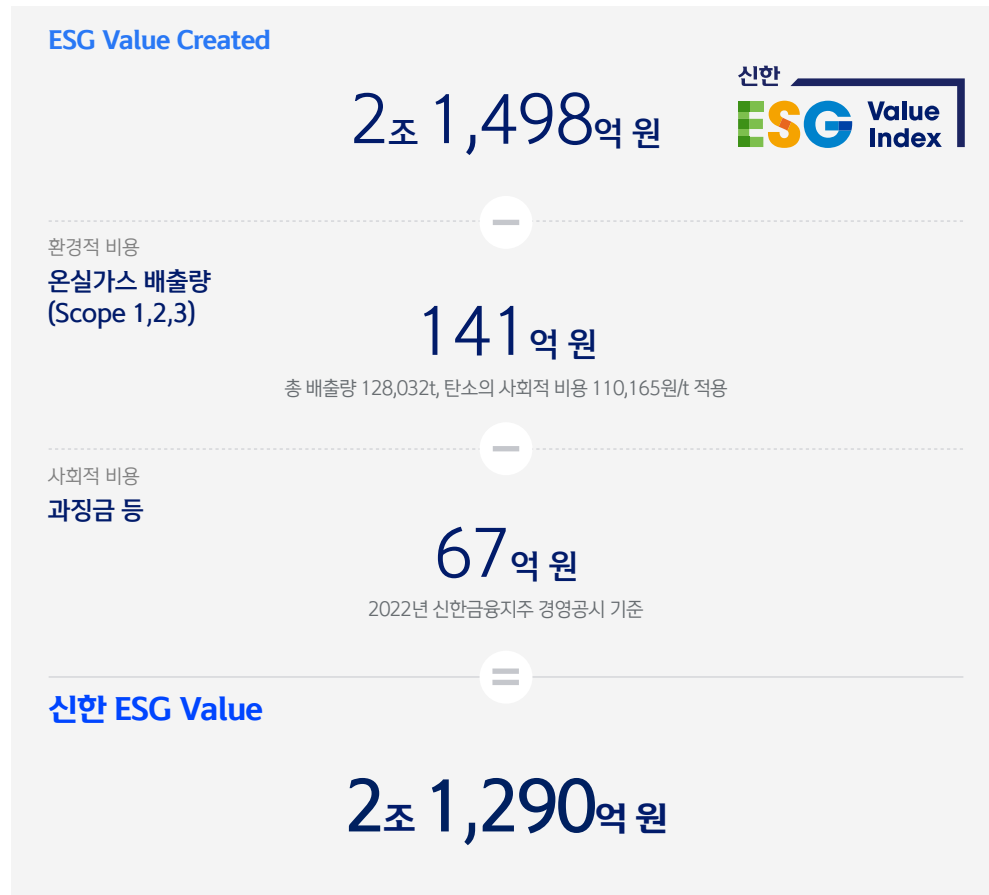 ESG Value Created
2조 1,498억 원
신한
ESG Value
Index
환경적 비용
온실가스 배출량
(Scope 1,2,3)
141억 원
총 배출량 128,032t, 탄소의 사회적 비용 110,165원/t 적용
사회적 비용
과징금 등
67억 원
2022년 신한금융지주 경영공시 기준
신한 ESG Value
2조 1,290억 원